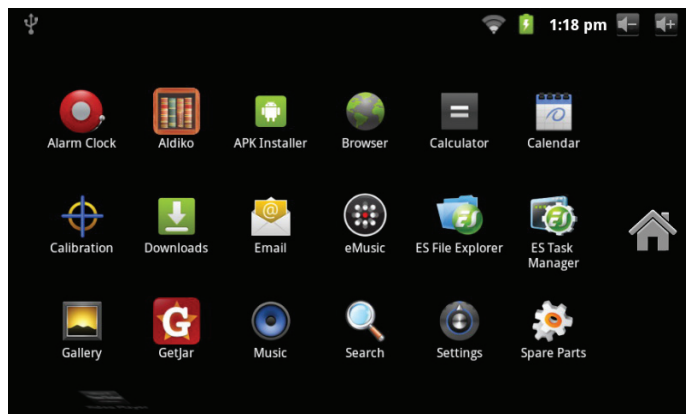 1:18 pm
Alarm Clock
Aldiko
APK Installer
Browser
Calculator
Calendar
Calibration
Downloads
@
Email
eMusic
ES File Explorer
ES Task
Manager
Gallery
G
GetJar
Music
Search
Settings
Spare Parts